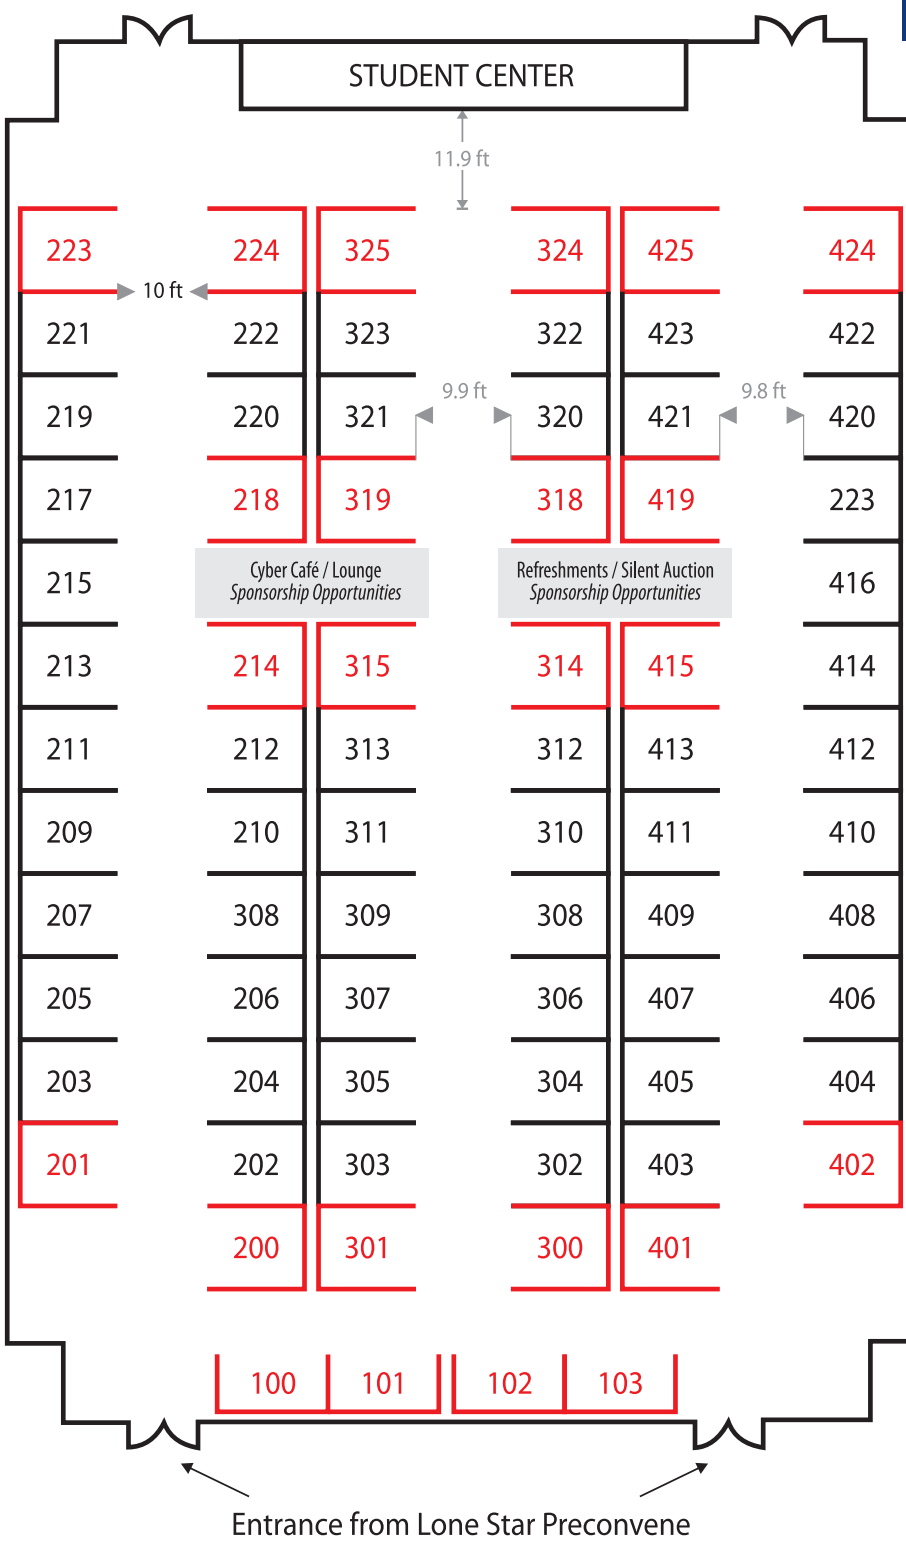 STUDENT CENTER
11.9 ft
223 224 325 324 425 424
10 ft
221 222 323 322 423 422
9.9 ft 9.8 ft
219 220 321 320 421 420
217 218 319 318 419 223
Cyber Café / Lounge
Sponsorship Opportunities
Refreshments / Silent Auction
Sponsorship Opportunities
215 416
213 214 315 314 415 414
211 212 313 312 413 412
209 210 311 310 411 410
207 308 309 308 409 408
205 206 307 306 407 406
203 204 305 304 405 404
201 202 303 302 403 402
200 301 300 401
100 101 102 103
Entrance from Lone Star Preconvene